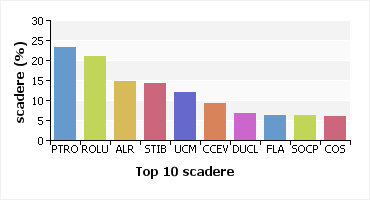 30
25
20
15
10
5
0
scadere (%)
PTRO ROLU ALR STIB UCM CCEV DUCL FLA SOCP COS
Top 10 scadere